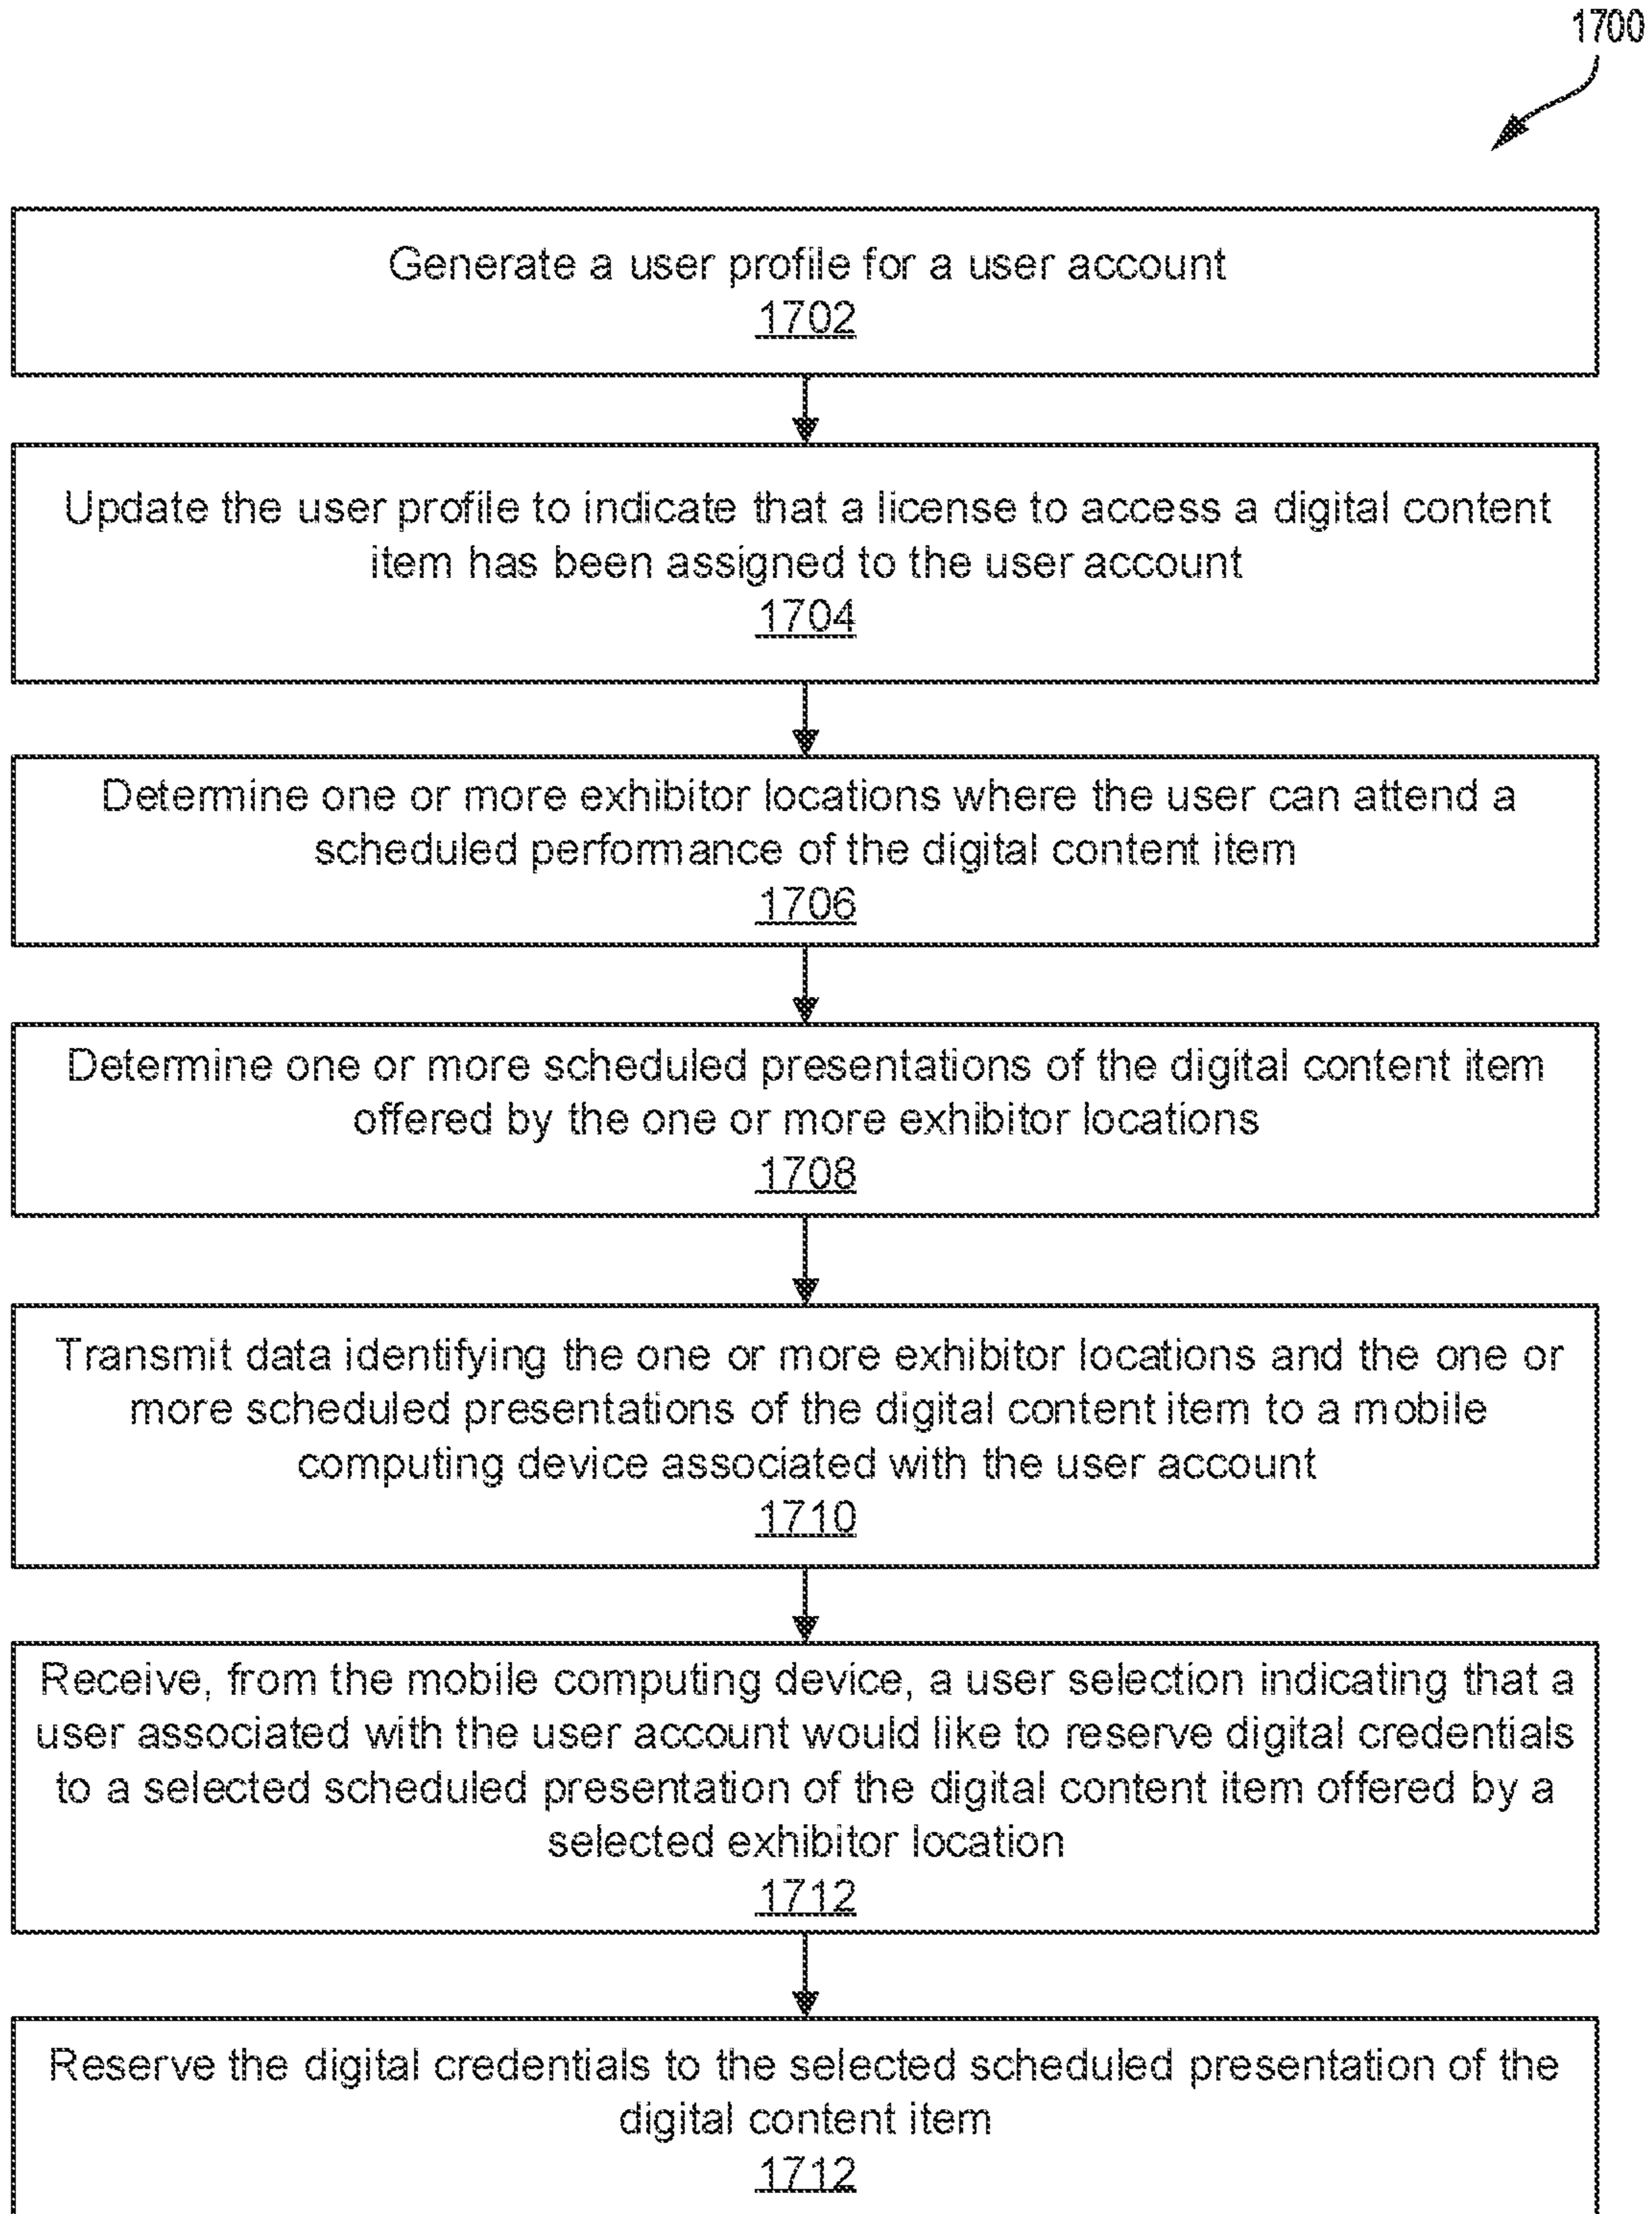 1700
Generate a user profile for a user account
1702
Update the user profile to indicate that a license to access a digital content
item has been assigned to the user account
1704
Determine one or more exhibitor locations where the user can attend a
scheduled performance of the digital content item
1706
Determine one or more scheduled presentations of the digital content item
offered by the one or more exhibitor locations
1708
Transmit data identifying the one or more exhibitor locations and the one or
more scheduled presentations of the digital content item to a mobile
computing device associated with the user account
1710
Receive, from the mobile computing device, a user selection indicating that a
user associated with the user account would like to reserve digital credentials
to a selected scheduled presentation of the digital content item offered by a
selected exhibitor location
1712
Reserve the digital credentials to the selected scheduled presentation of the
digital content item
1712